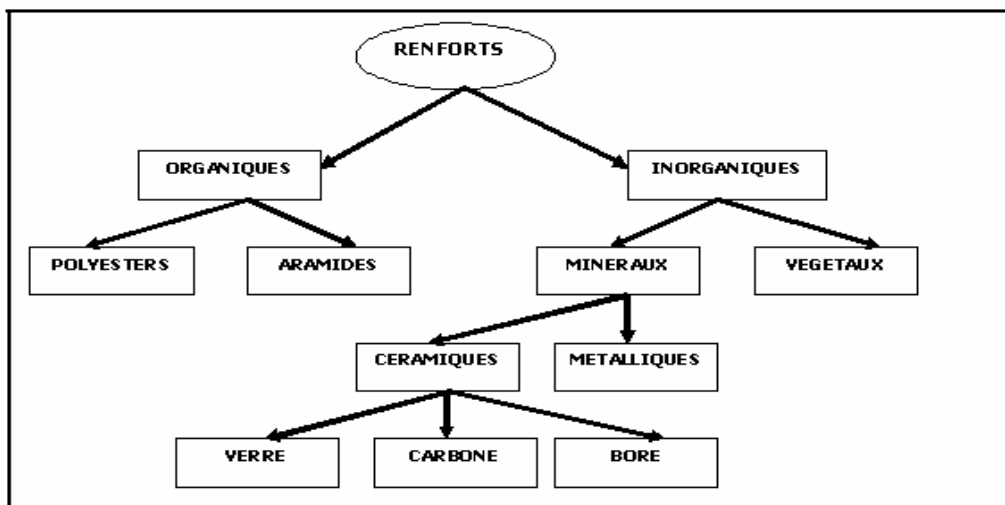 RENFORTS
ORGANIQUES
INORGANIQUES
POLYESTERS
ARAMIDES
MINERAUX
VEGETAUX
CERAMIQUES
METALLIQUES
VERRE
CARBONE
BORE